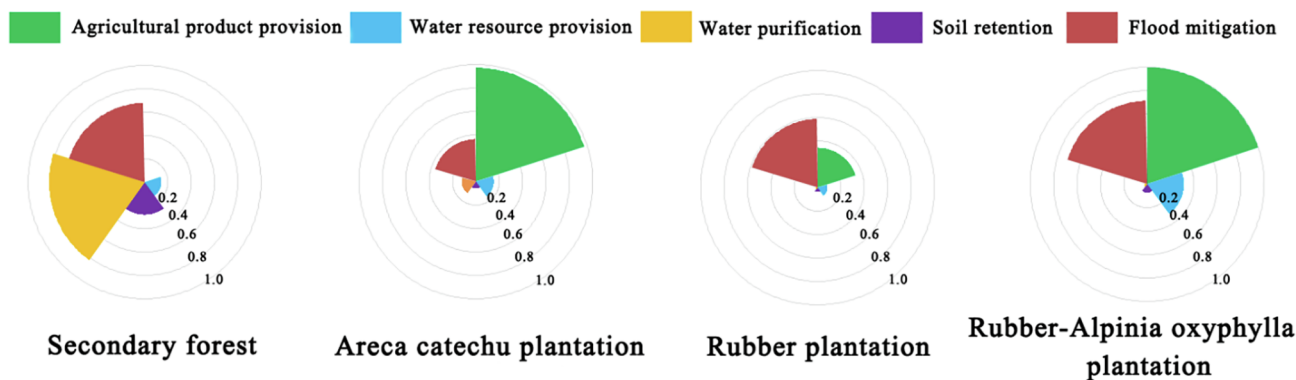 Agricultural product provision Water resource provision Water purification Soil retention Flood mitigation
0.2 0.4 0.6 0.8 1.0
0.2 0.4 0.6 0.8 1.0
0.2 0.4 0.6 0.8 1.0
0.2 0.4 0.6 0.8 1.0
Secondary forest
Areca catechu plantation
Rubber plantation
Rubber-Alpinia oxyphylla
plantation